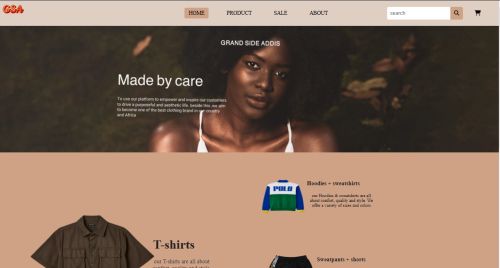 GSA
HOME PRODUCT SALE ABOUT search
GRAND SIDE ADDIS
Made by care
To use our platform to empower and inspire our customers
to drive a purposeful and aesthetic life. beside this we aim
to become one of the best clothing brand in our country
and Africa
Hoodies + sweatshirts
POLO
our Hoodies & sweatshirts are all
about comfort, quality and style. We
offer a variety of sizes and colors.
T-shirts
our T-shirts are all about
Sweatpants + shorts